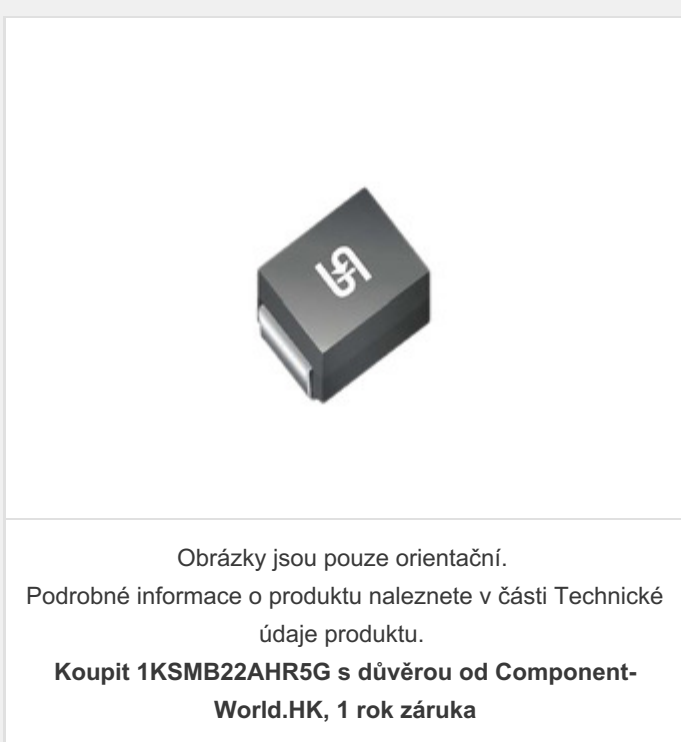 Obrázky jsou pouze orientační.
Podrobné informace o produktu naleznete v části Technické
údaje produktu.
Koupit 1KSMB22AHR5G s důvěrou od Component-
World.HK, 1 rok záruka